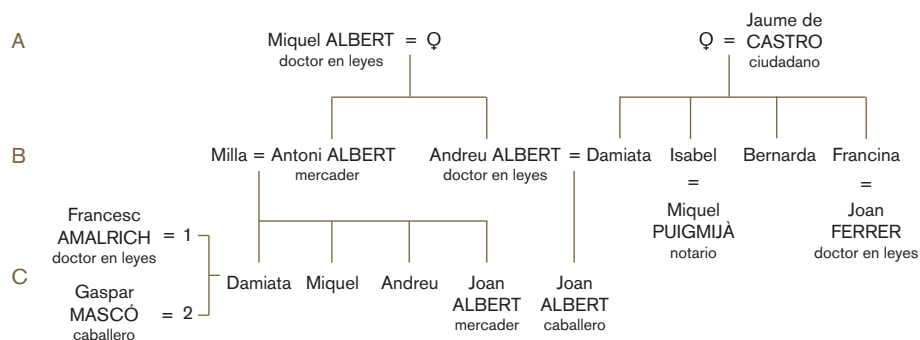 A
Miquel ALBERT = ♀
doctor en leyes
♀ =
Jaume de
CASTRO
ciudadano
B
Milla = Antoni ALBERT
mercader
Andreu ALBERT = Damiata
doctor en leyes
Isabel
=
Miquel
PUIGMIJÀ
notario
Bernarda
Francina
=
Joan
FERRER
doctor en leyes
C
Francesc
AMALRICH = 1
doctor en leyes
Gaspar
MASCÓ = 2
caballero
Damiata
Miquel
Andreu
Joan
ALBERT
mercader
Joan
ALBERT
caballero